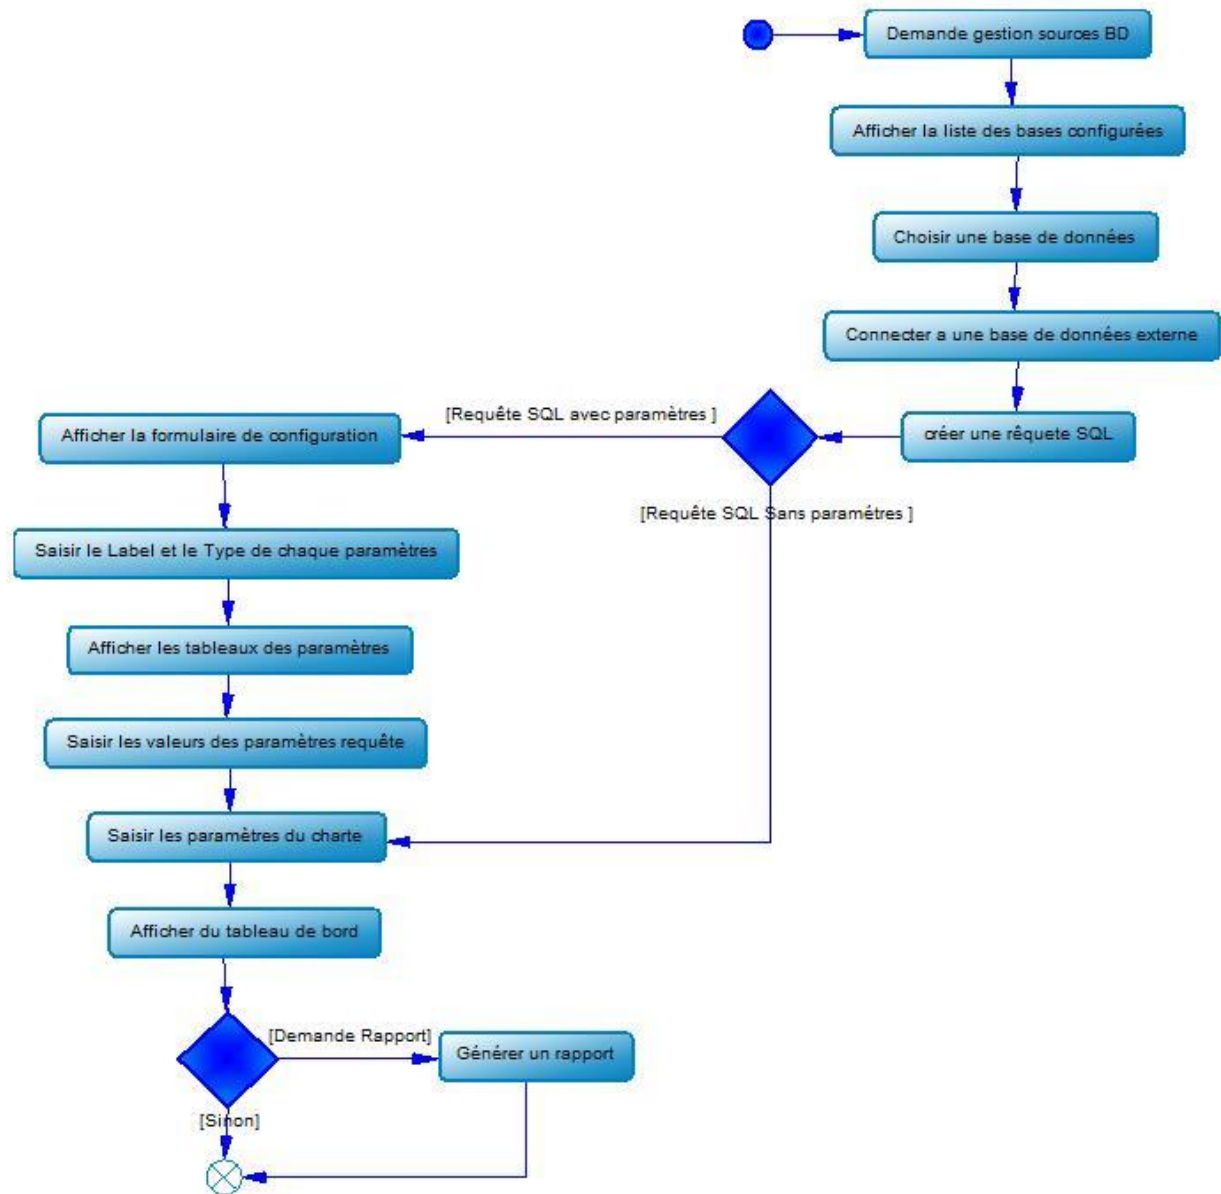 Demande gestion sources BD
Afficher la liste des bases configurées
Choisir une base de données
Connecter a une base de données externe
créer une rêquete SQL
[Requête SQL avec paramètres ]
[Requête SQL Sans paramétres ]
Afficher la formulaire de configuration
Saisir le Label et le Type de chaque paramètres
Afficher les tableaux des paramètres
Saisir les valeurs des paramètres requête
Saisir les paramètres du charte
Afficher du tableau de bord
[Demande Rapport]
Générer un rapport
[Sinon]